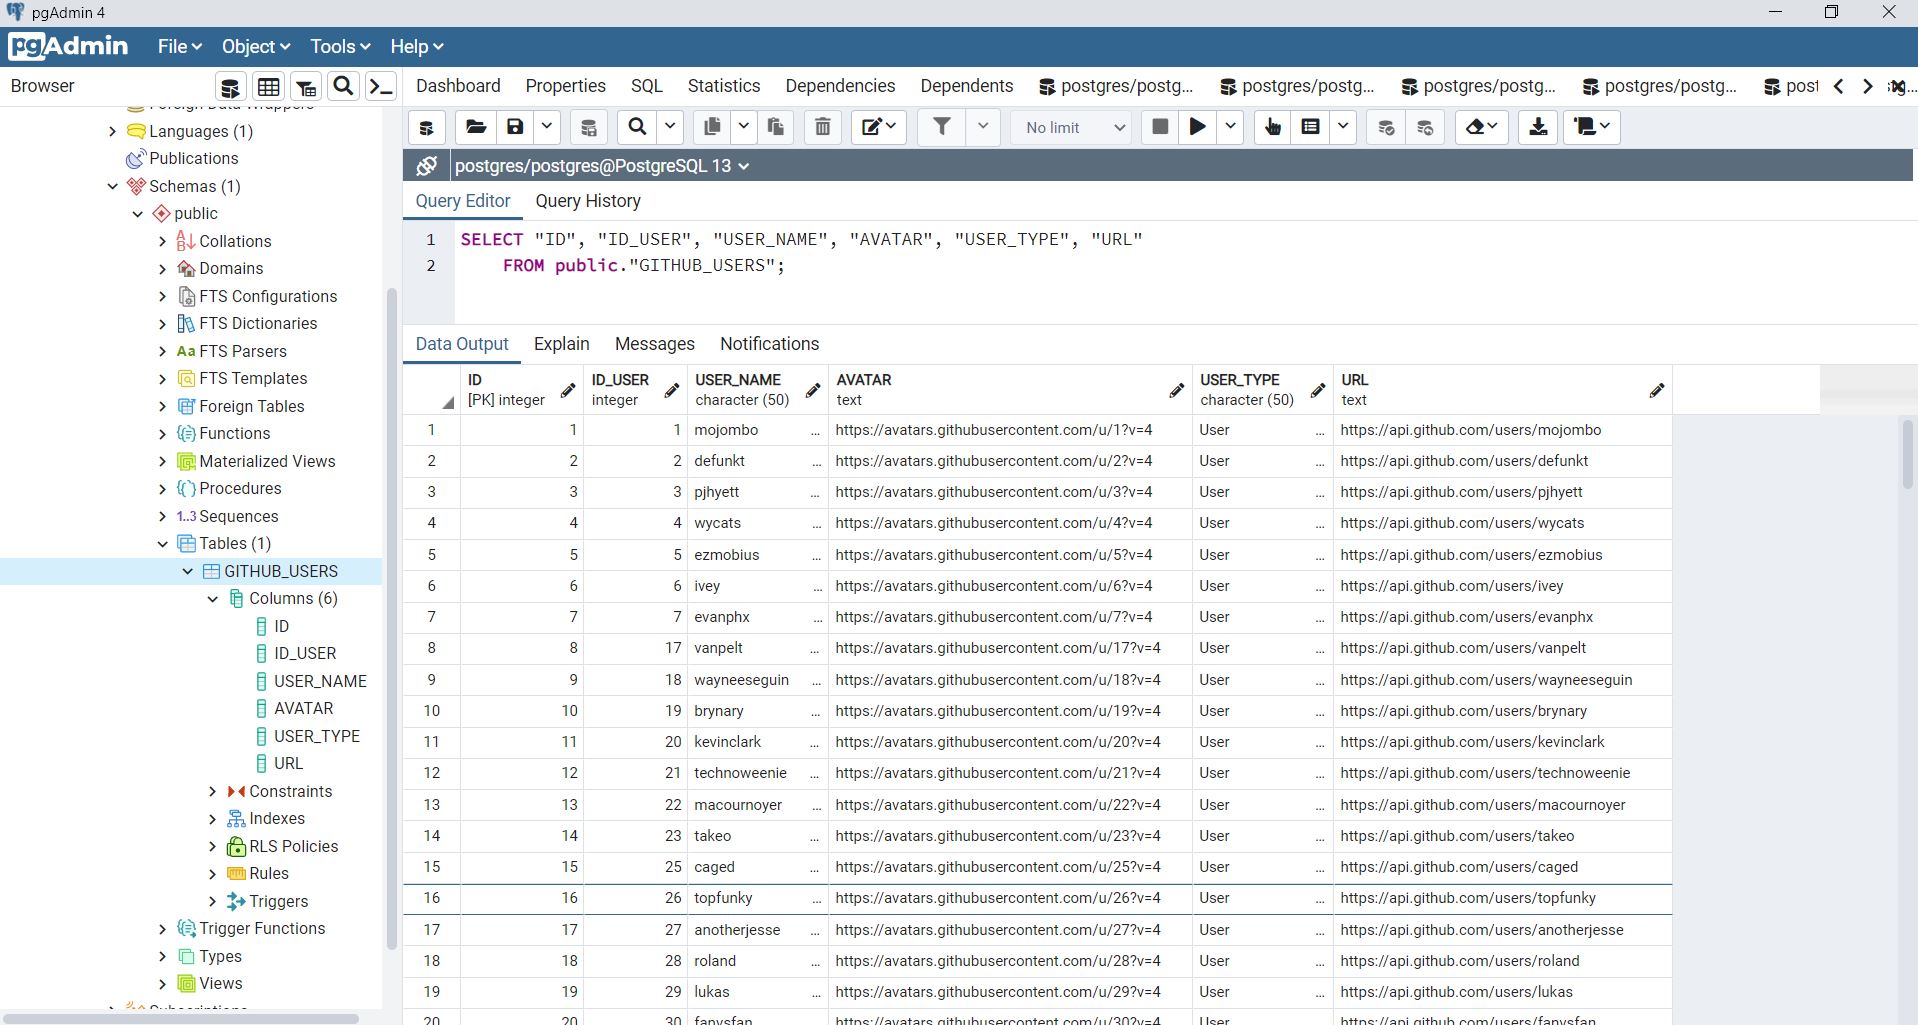 pgAdmin 4
pgAdmin File Object Tools Help
Browser
Dashboard Properties SQL Statistics Dependencies Dependents postgres/postg... postgres/postg... postgres/postg... postgres/postg... post
No limit
postgres/postgres@PostgreSQL 13
Query Editor Query History
1 SELECT "ID", "ID_USER", "USER_NAME", "AVATAR", "USER_TYPE", "URL"
2 FROM public."GITHUB_USERS";
Data Output Explain Messages Notifications
Foreign Data Wrappers
Languages (1)
Publications
Schemas (1)
public
Collations
Domains
FTS Configurations
FTS Dictionaries
Aa FTS Parsers
FTS Templates
Foreign Tables
Functions
Materialized Views
Procedures
1..3 Sequences
Tables (1)
GITHUB_USERS
Columns (6)
ID
ID_USER
USER_NAME
AVATAR
USER_TYPE
URL
Constraints
Indexes
RLS Policies
Rules
Triggers
Trigger Functions
Types
Views
ID ID_USER USER_NAME AVATAR USER_TYPE URL
[PK] integer integer character (50) text character (50) text
1 1 1 mojombo ... https://avatars.githubusercontent.com/u/1?v=4 User ... https://api.github.com/users/mojombo
2 2 2 defunkt ... https://avatars.githubusercontent.com/u/2?v=4 User ... https://api.github.com/users/defunkt
3 3 3 pjhyett ... https://avatars.githubusercontent.com/u/3?v=4 User ... https://api.github.com/users/pjhyett
4 4 4 wycats ... https://avatars.githubusercontent.com/u/4?v=4 User ... https://api.github.com/users/wycats
5 5 5 ezmobius ... https://avatars.githubusercontent.com/u/5?v=4 User ... https://api.github.com/users/ezmobius
6 6 6 ivey ... https://avatars.githubusercontent.com/u/6?v=4 User ... https://api.github.com/users/ivey
7 7 7 evanphx ... https://avatars.githubusercontent.com/u/7?v=4 User ... https://api.github.com/users/evanphx
8 8 17 vanpelt ... https://avatars.githubusercontent.com/u/17?v=4 User ... https://api.github.com/users/vanpelt
9 9 18 wayneeseguin ... https://avatars.githubusercontent.com/u/18?v=4 User ... https://api.github.com/users/wayneeseguin
10 10 19 brynary ... https://avatars.githubusercontent.com/u/19?v=4 User ... https://api.github.com/users/brynary
11 11 20 kevinclark ... https://avatars.githubusercontent.com/u/20?v=4 User ... https://api.github.com/users/kevinclark
12 12 21 technoweenie ... https://avatars.githubusercontent.com/u/21?v=4 User ... https://api.github.com/users/technoweenie
13 13 22 macournoyer ... https://avatars.githubusercontent.com/u/22?v=4 User ... https://api.github.com/users/macournoyer
14 14 23 takeo ... https://avatars.githubusercontent.com/u/23?v=4 User ... https://api.github.com/users/takeo
15 15 25 caged ... https://avatars.githubusercontent.com/u/25?v=4 User ... https://api.github.com/users/caged
16 16 26 topfunky ... https://avatars.githubusercontent.com/u/26?v=4 User ... https://api.github.com/users/topfunky
17 17 27 anotherjesse ... https://avatars.githubusercontent.com/u/27?v=4 User ... https://api.github.com/users/anotherjesse
18 18 28 roland ... https://avatars.githubusercontent.com/u/28?v=4 User ... https://api.github.com/users/roland
19 19 29 lukas ... https://avatars.githubusercontent.com/u/29?v=4 User ... https://api.github.com/users/lukas
20 20 30 fanvsfan https://avatars.githubusercontent.com/u/30?v=4 User https://api.github.com/users/fanvsfan